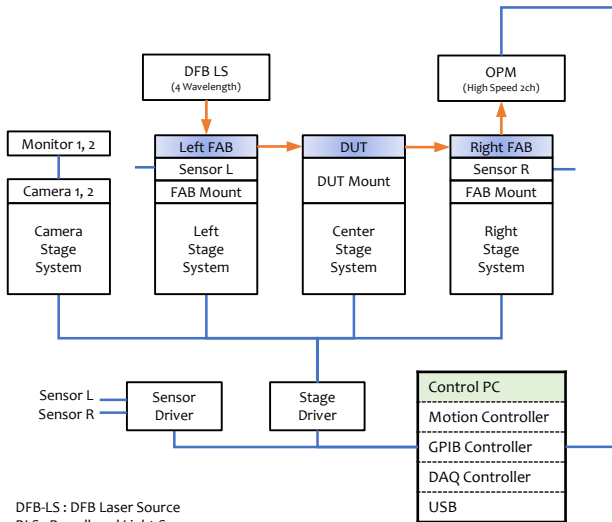 DFB LS
(4 Wavelength)
OPM
(High Speed 2ch)
Monitor 1, 2
Left FAB
DUT
Right FAB
Sensor L
DUT Mount
Sensor R
Camera 1, 2
FAB Mount
FAB Mount
Camera
Stage
System
Left
Stage
System
Center
Stage
System
Right
Stage
System
Sensor L
Sensor R
Sensor
Driver
Stage
Driver
Control PC
Motion Controller
GPIB Controller
DAQ Controller
USB
DFB-LS : DFB Laser Source